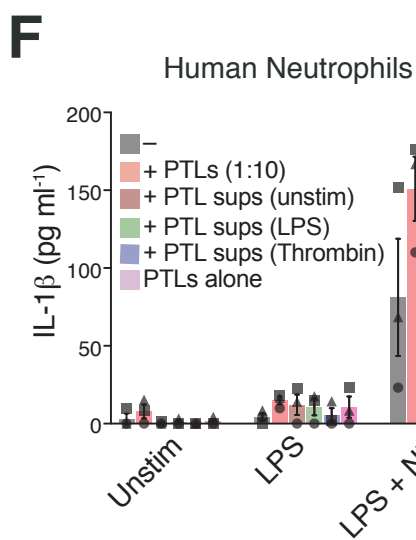 F
Human Neutrophils
IL-1β (pg ml⁻¹)
200
150
100
50
0
–
+ PTLs (1:10)
+ PTL sups (unstim)
+ PTL sups (LPS)
+ PTL sups (Thrombin)
PTLs alone
Unstim
LPS
LPS + N